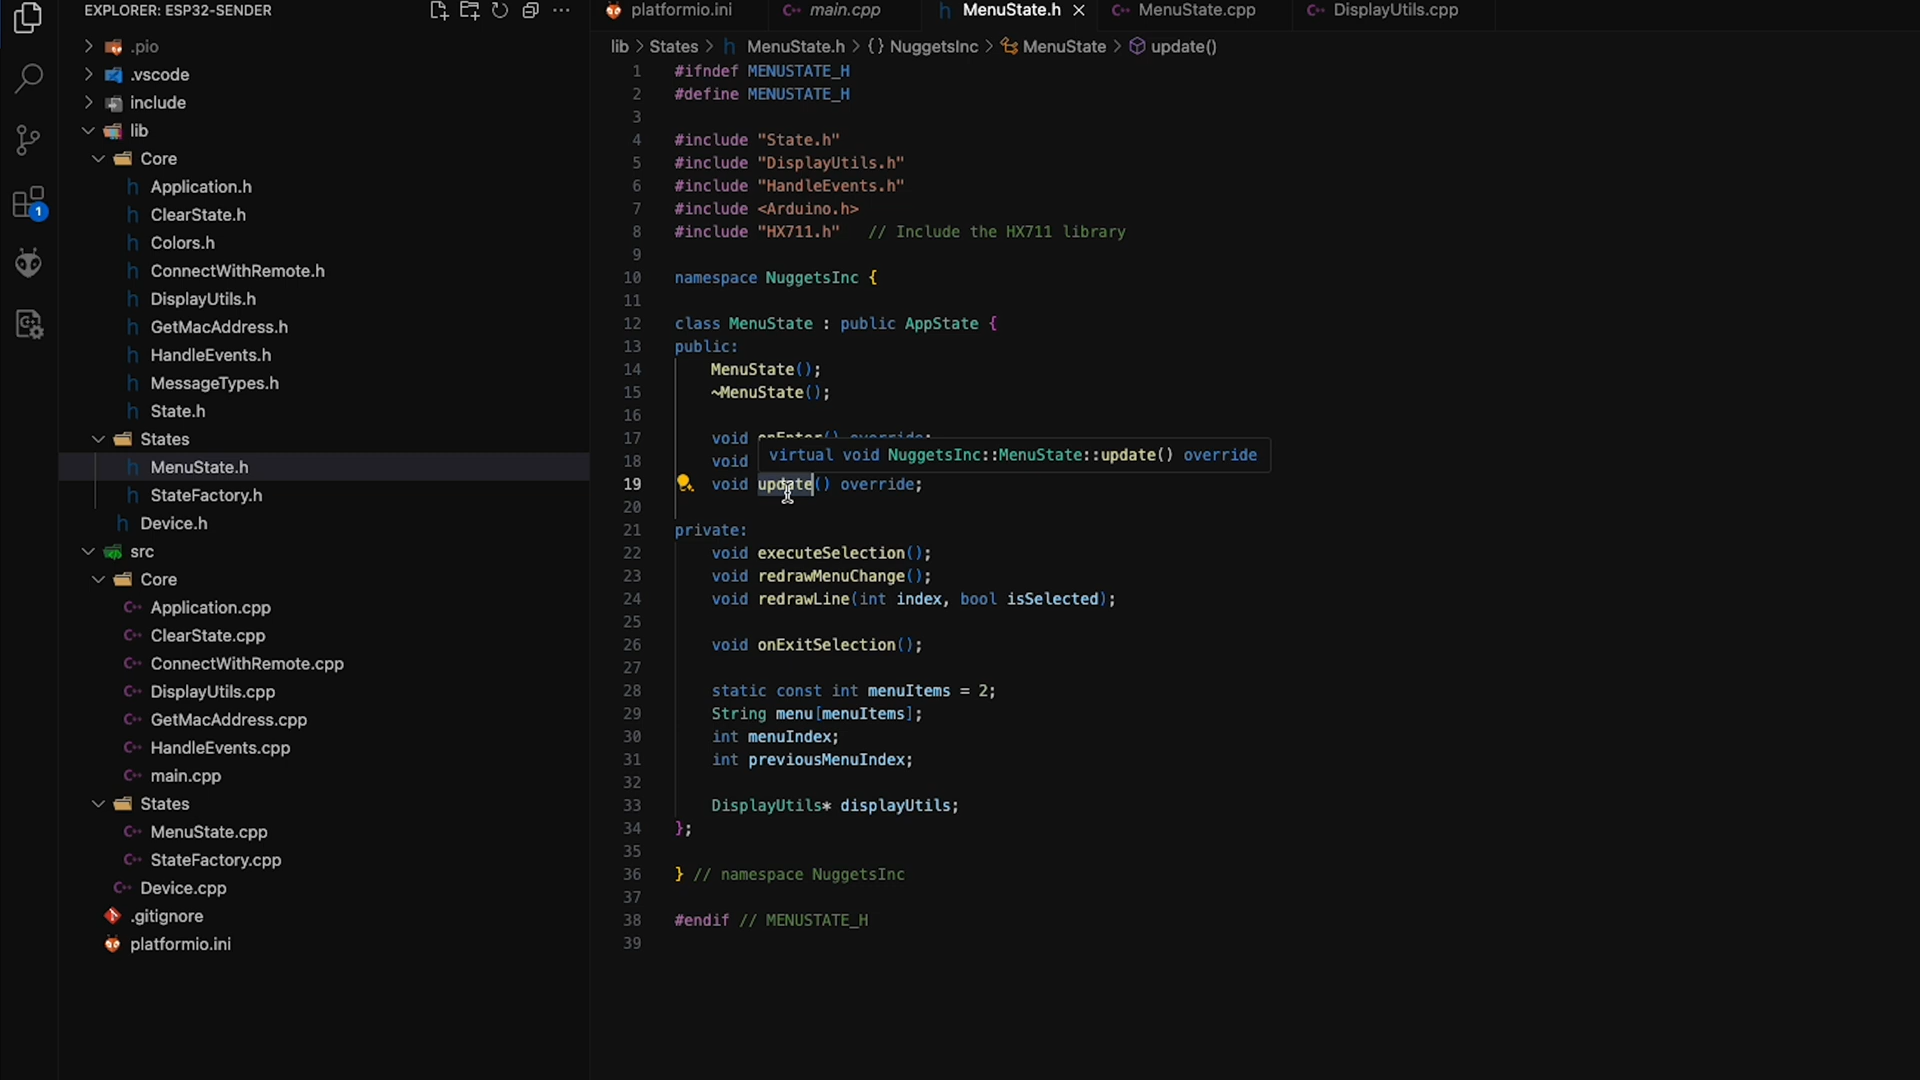 EXPLORER: ESP32-SENDER
.pio
.vscode
include
lib
Core
Application.h
ClearState.h
Colors.h
ConnectWithRemote.h
DisplayUtils.h
GetMacAddress.h
HandleEvents.h
MessageTypes.h
State.h
States
MenuState.h
StateFactory.h
Device.h
src
Core
Application.cpp
ClearState.cpp
ConnectWithRemote.cpp
DisplayUtils.cpp
GetMacAddress.cpp
HandleEvents.cpp
main.cpp
States
MenuState.cpp
StateFactory.cpp
Device.cpp
.gitignore
platformio.ini
1
platformio.ini main.cpp MenuState.h MenuState.cpp DisplayUtils.cpp
lib > States > h MenuState.h > {} NuggetsInc > MenuState > update()
1 #ifndef MENUSTATE_H
2 #define MENUSTATE_H
3
4 #include "State.h"
5 #include "DisplayUtils.h"
6 #include "HandleEvents.h"
7 #include <Arduino.h>
8 #include "HX711.h" // Include the HX711 library
9
10 namespace NuggetsInc {
11
12 class MenuState : public AppState {
13 public:
14 MenuState();
15 ~MenuState();
16
17 void onEnter() override;
virtual void NuggetsInc::MenuState::update() override
18 void
19 void update() override;
20
21 private:
22 void executeSelection();
23 void redrawMenuChange();
24 void redrawLine(int index, bool isSelected);
25
26 void onExitSelection();
27
28 static const int menuItems = 2;
29 String menu[menuItems];
30 int menuIndex;
31 int previousMenuIndex;
32
33 DisplayUtils* displayUtils;
34 };
35
36 } // namespace NuggetsInc
37
38 #endif // MENUSTATE_H
39